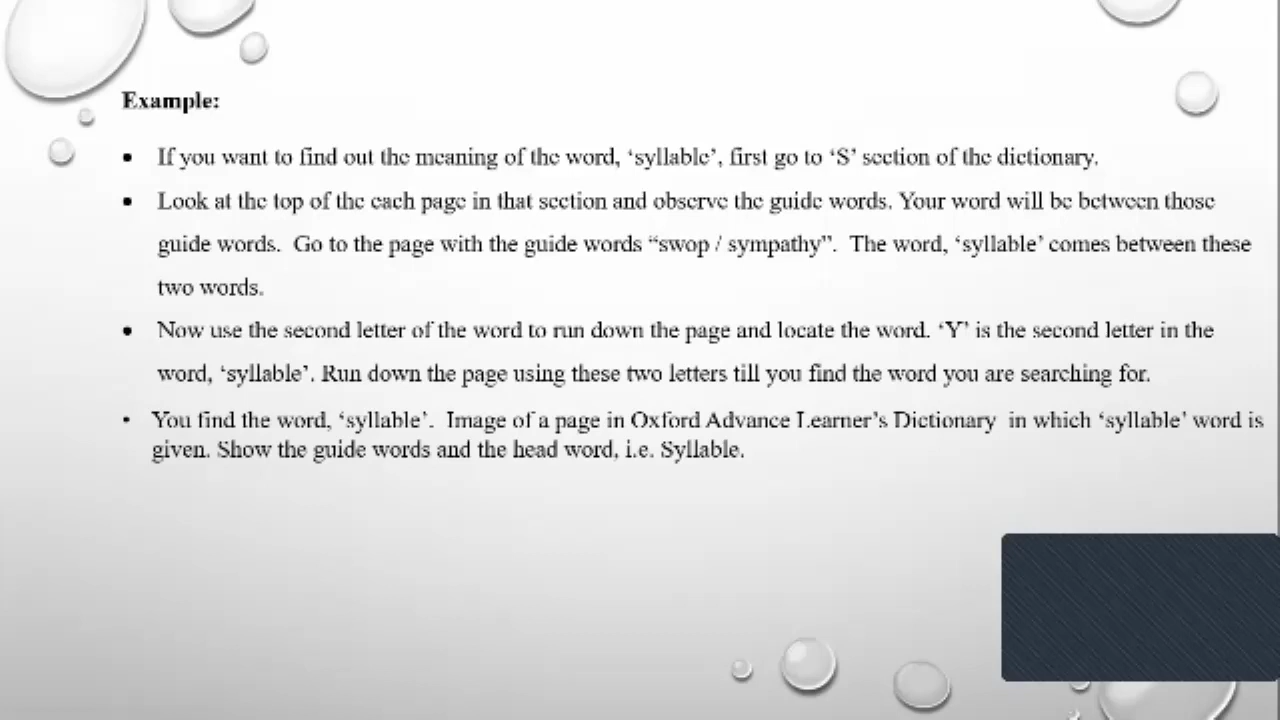 Example:
• If you want to find out the meaning of the word, ‘syllable’, first go to ‘S’ section of the dictionary.
• Look at the top of the each page in that section and observe the guide words. Your word will be between those
guide words.  Go to the page with the guide words “swop / sympathy”.  The word, ‘syllable’ comes between these
two words.
• Now use the second letter of the word to run down the page and locate the word. ‘Y’ is the second letter in the
word, ‘syllable’. Run down the page using these two letters till you find the word you are searching for.
• You find the word, ‘syllable’.  Image of a page in Oxford Advance Learner’s Dictionary  in which ‘syllable’ word is
given. Show the guide words and the head word, i.e. Syllable.